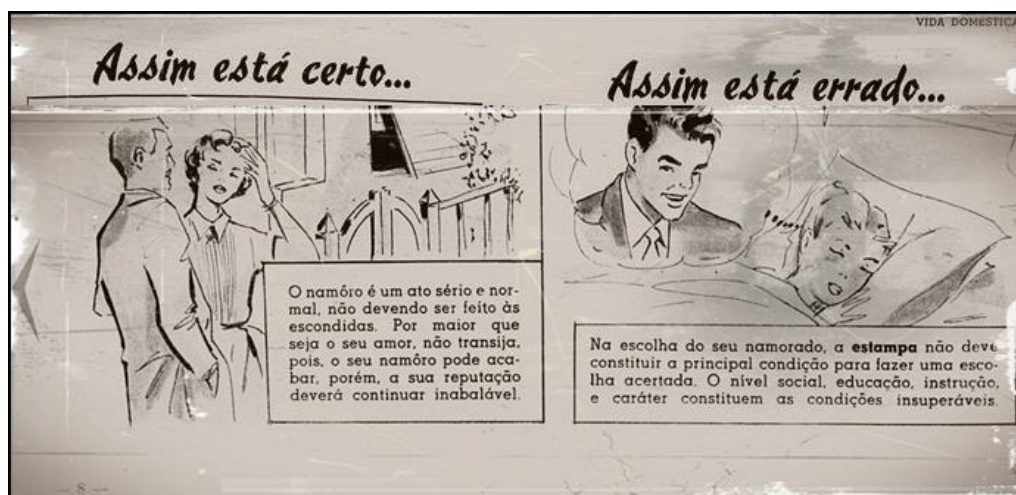 VIDA DOMÉSTICA
Assim está certo...
O namôro é um ato sério e nor-
mal, não devendo ser feito às
escondidas. Por maior que
seja o seu amor, não transija,
pois, o seu namôro pode aca-
bar, porém, a sua reputação
deverá continuar inabalável.
Assim está errado...
Na escolha do seu namorado, a estampa não deve
constituir a principal condição para fazer uma esco-
lha acertada. O nível social, educação, instrução,
e caráter constituem as condições insuperáveis.
— 8 —